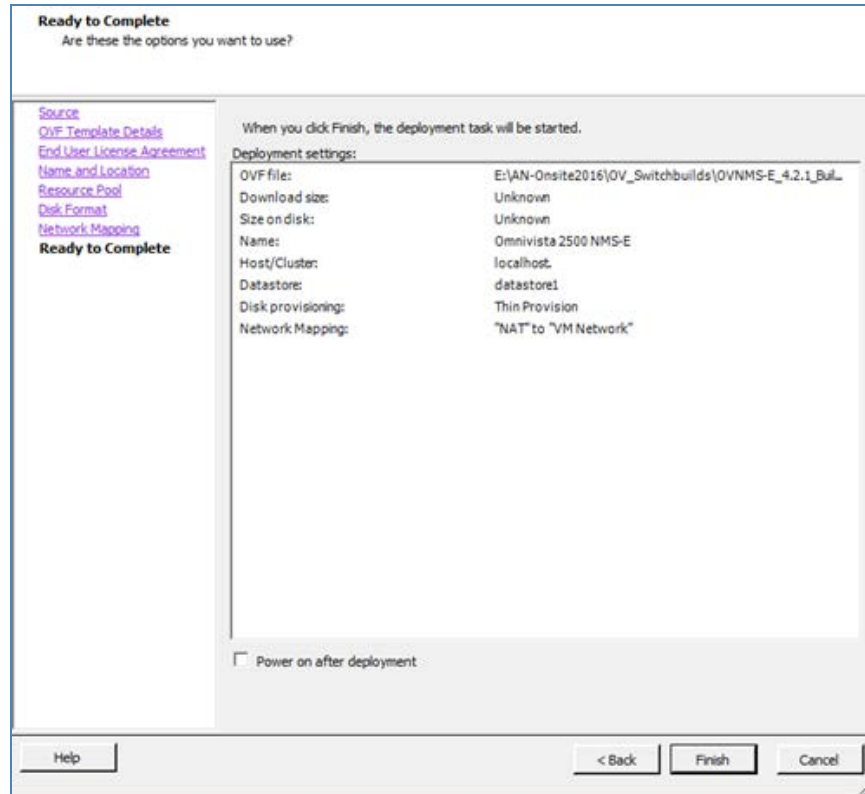 Ready to Complete
Are these the options you want to use?
Source
OVF Template Details
End User License Agreement
Name and Location
Resource Pool
Disk Format
Network Mapping
Ready to Complete
When you click Finish, the deployment task will be started.
Deployment settings:
OVF file: E:\AN-Onsite2016\OV_Switchbuilds\OVNMS-E_4.2.1_Buil...
Download size: Unknown
Size on disk: Unknown
Name: Omnivista 2500 NMS-E
Host/Cluster: localhost.
Datastore: datastore1
Disk provisioning: Thin Provision
Network Mapping: "NAT" to "VM Network"
Power on after deployment
Help
< Back
Finish
Cancel